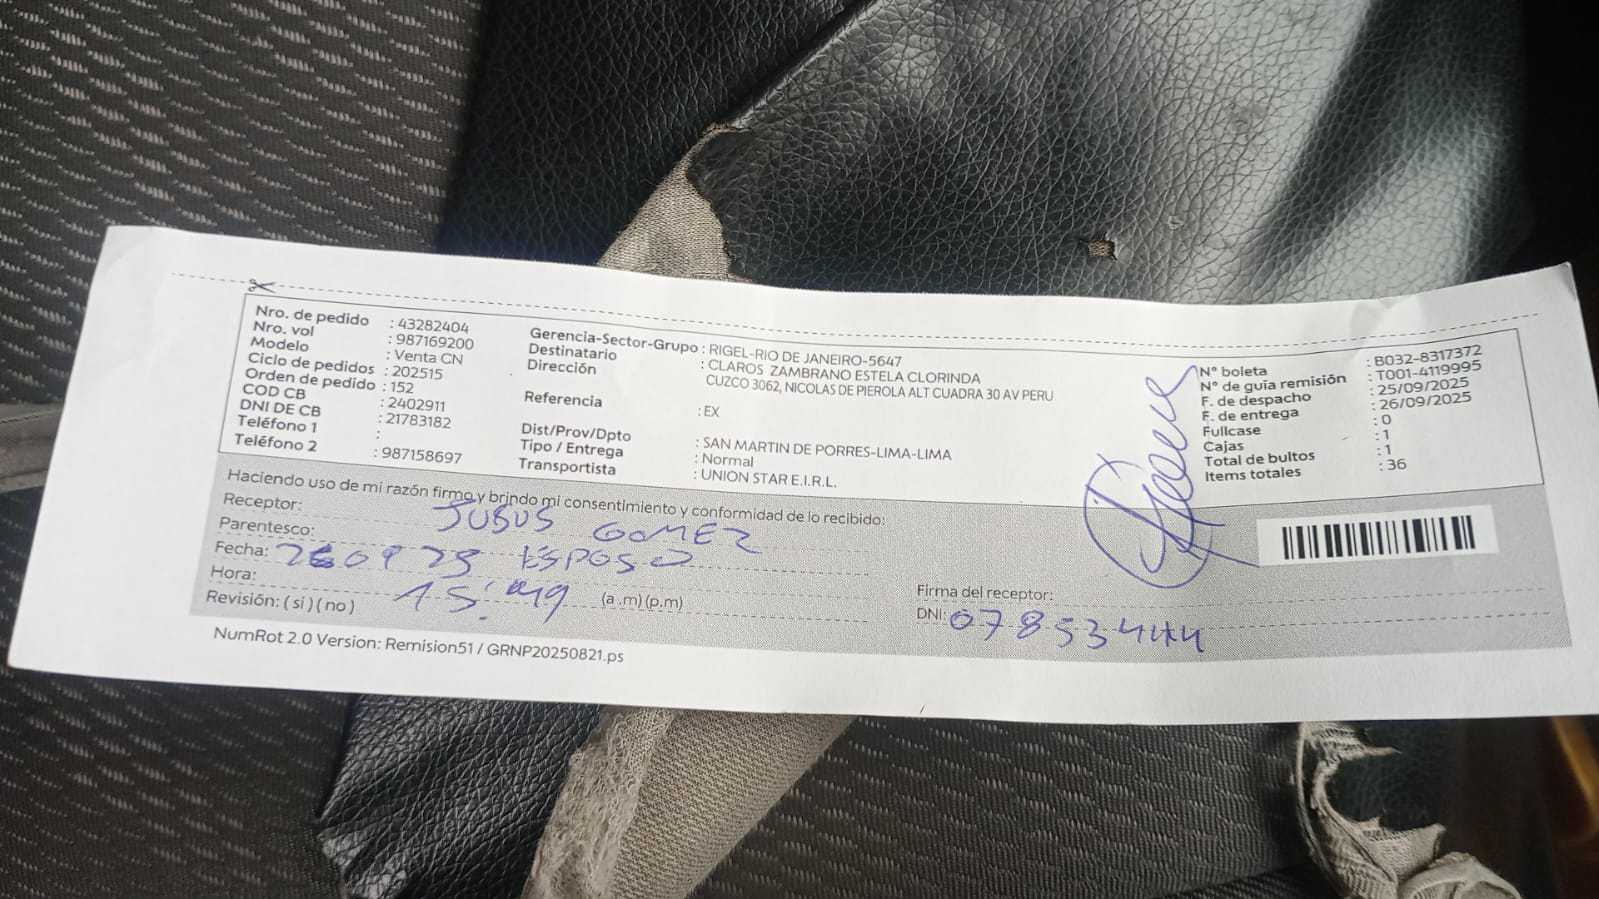 Nro. de pedido : 43282404
Nro. vol : 987169200
Modelo : Venta CN
Ciclo de pedidos : 202515
Orden de pedido : 152
COD CB : 2402911
DNI DE CB : 21783182
Teléfono 1 :
Teléfono 2 : 987158697
Gerencia-Sector-Grupo : RIGEL-RIO DE JANEIRO-5647
Destinatario : CLAROS ZAMBRANO ESTELA CLORINDA
Dirección CUZCO 3062, NICOLAS DE PIEROLA ALT CUADRA 30 AV PERU
Referencia : EX
Dist/Prov/Dpto : SAN MARTIN DE PORRES-LIMA-LIMA
Tipo / Entrega : Normal
Transportista : UNION STAR E.I.R.L.
N° boleta : B032-8317372
N° de guía remisión : T001-4119995
F. de despacho : 25/09/2025
F. de entrega : 26/09/2025
Fullcase : 0
Cajas : 1
Total de bultos : 1
Items totales : 36
Haciendo uso de mi razón firmo y brindo mi consentimiento y conformidad de lo recibido:
Receptor: GOMEZ
Parentesco: ESPOSO
Fecha: 26 09 25
Hora: 15:49 (a.m)(p.m)
Revisión: (si) (no)
Firma del receptor:
DNI: 07853444
NumRot 2.0 Version: Remision51 / GRNP20250821.ps